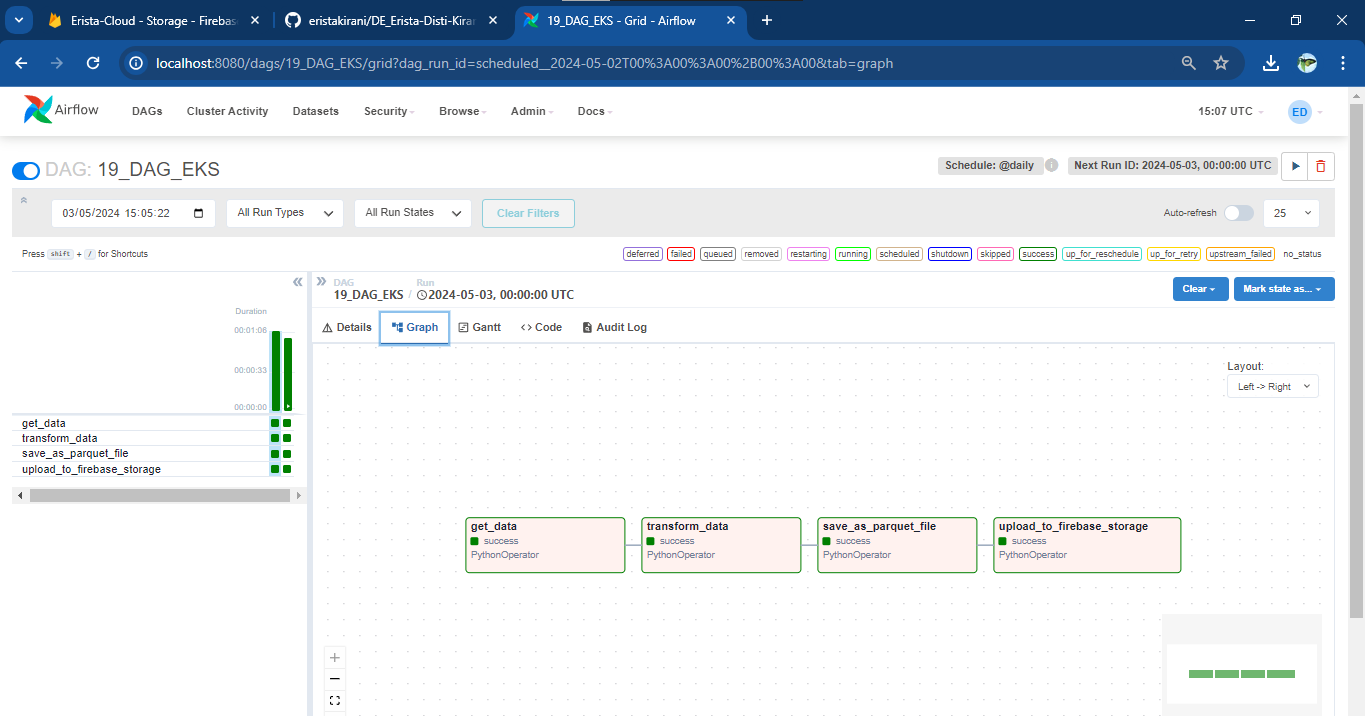 Erista-Cloud - Storage - Firebase
eristakirani/DE_Erista-Disti-Kiran
19_DAG_EKS - Grid - Airflow
localhost:8080/dags/19_DAG_EKS/grid?dag_run_id=scheduled__2024-05-02T00%3A00%3A00%2B00%3A00&tab=graph
Airflow DAGs Cluster Activity Datasets Security Browse Admin Docs 15:07 UTC ED
DAG: 19_DAG_EKS
Schedule: @daily Next Run ID: 2024-05-03, 00:00:00 UTC
03/05/2024 15:05:22 All Run Types All Run States Clear Filters Auto-refresh 25
Press shift + / for Shortcuts
deferred failed queued removed restarting running scheduled shutdown skipped success up_for_reschedule up_for_retry upstream_failed no_status
DAG Run
19_DAG_EKS / 2024-05-03, 00:00:00 UTC
Clear Mark state as...
Details Graph Gantt Code Audit Log
Duration
00:01:06
00:00:33
00:00:00
get_data
transform_data
save_as_parquet_file
upload_to_firebase_storage
Layout:
Left -> Right
get_data
success
PythonOperator
transform_data
success
PythonOperator
save_as_parquet_file
success
PythonOperator
upload_to_firebase_storage
success
PythonOperator